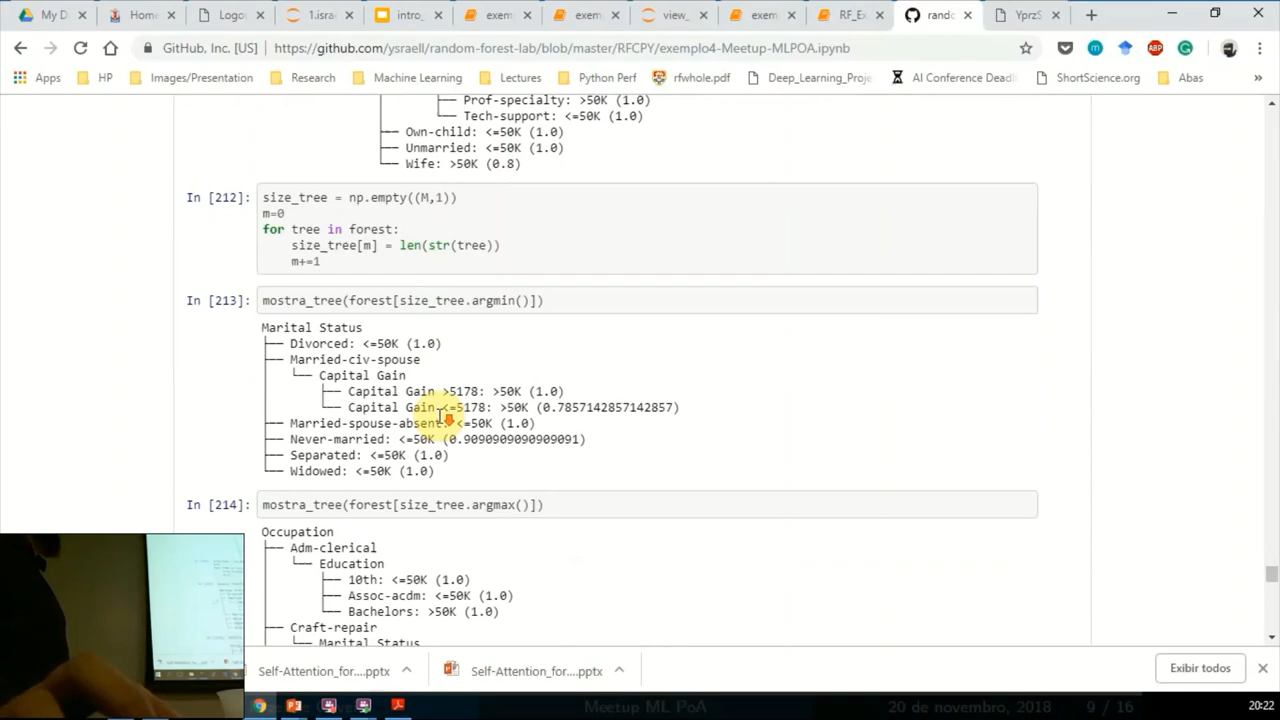 My D
Home
Logou
1.israe
intro_
exem
exem
view_
exem
RF_Ex
rando
YprzS
GitHub, Inc. [US]
https://github.com/ysraell/random-forest-lab/blob/master/RFCPY/exemplo4-Meetup-MLPOA.ipynb
ABP
Apps
HP
Images/Presentation
Research
Machine Learning
Lectures
Python Perf
rfwhole.pdf
Deep_Learning_Proje
AI Conference Deadli
ShortScience.org
Abas
»
├── Prof-specialty: >50K (1.0)
└── Tech-support: <=50K (1.0)
├── Own-child: <=50K (1.0)
├── Unmarried: <=50K (1.0)
└── Wife: >50K (0.8)
In [212]: size_tree = np.empty((M,1))
m=0
for tree in forest:
size_tree[m] = len(str(tree))
m+=1
In [213]: mostra_tree(forest[size_tree.argmin()])
Marital Status
├── Divorced: <=50K (1.0)
├── Married-civ-spouse
│   └── Capital Gain
│       ├── Capital Gain >5178: >50K (1.0)
│       └── Capital Gain <=5178: >50K (0.7857142857142857)
├── Married-spouse-absent: <=50K (1.0)
├── Never-married: <=50K (0.9090909090909091)
├── Separated: <=50K (1.0)
└── Widowed: <=50K (1.0)
In [214]: mostra_tree(forest[size_tree.argmax()])
Occupation
├── Adm-clerical
│   └── Education
│       ├── 10th: <=50K (1.0)
│       ├── Assoc-acdm: <=50K (1.0)
│       └── Bachelors: >50K (1.0)
├── Craft-repair
│   └── Marital Status
Self-Attention_for....pptx
Self-Attention_for....pptx
Exibir todos
Meetup ML PoA
20 de novembro, 2018
9 / 16
20:22